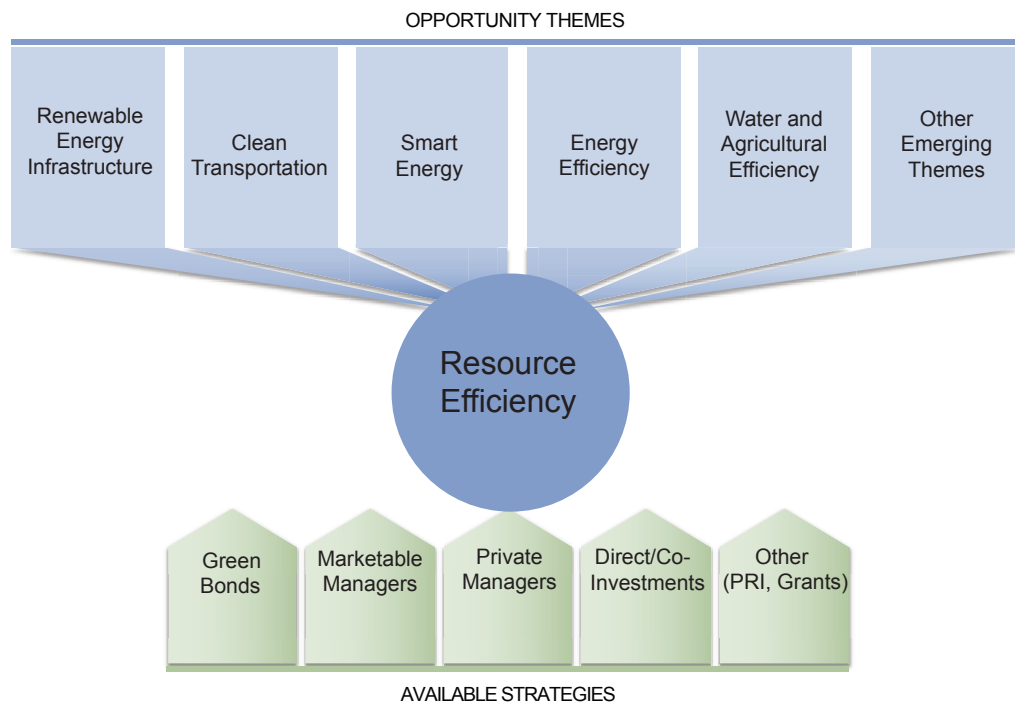 OPPORTUNITY THEMES
Renewable
Energy
Infrastructure
Clean
Transportation
Smart
Energy
Energy
Efficiency
Water and
Agricultural
Efficiency
Other
Emerging
Themes
Resource
Efficiency
Green
Bonds
Marketable
Managers
Private
Managers
Direct/Co-
Investments
Other
(PRI, Grants)
AVAILABLE STRATEGIES